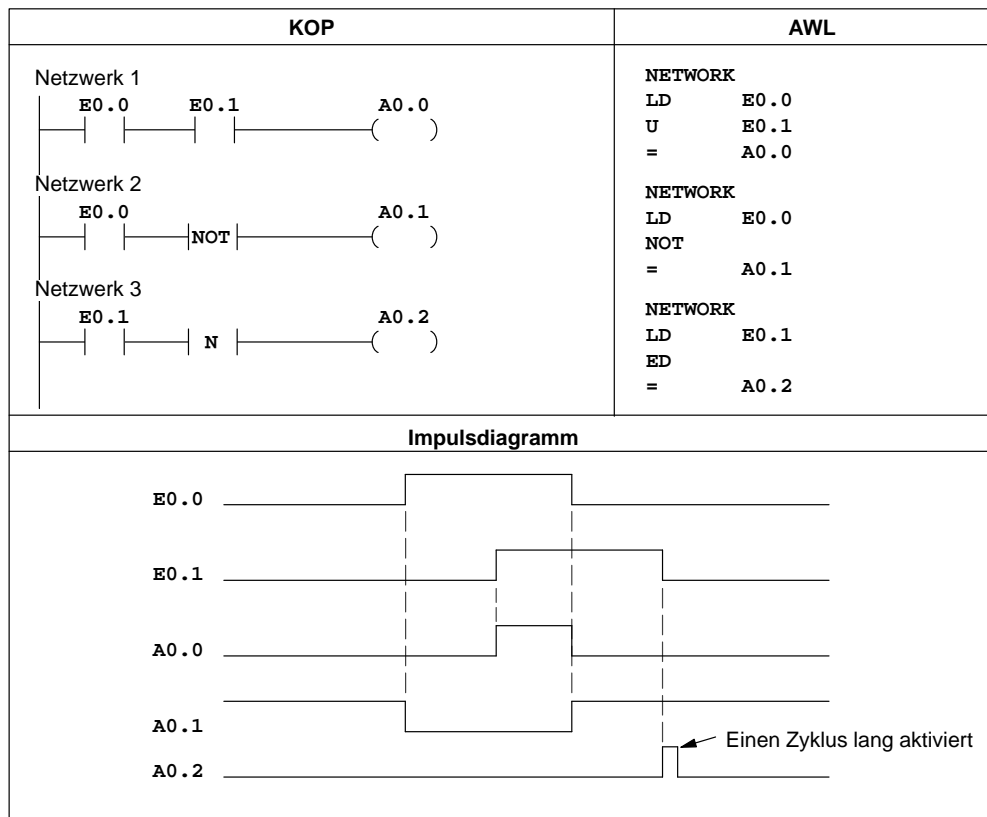 KOP
AWL
Netzwerk 1
E0.0 E0.1 A0.0
Netzwerk 2
E0.0 A0.1
NOT
Netzwerk 3
E0.1 A0.2
N
NETWORK
LD E0.0
U E0.1
= A0.0
NETWORK
LD E0.0
NOT
= A0.1
NETWORK
LD E0.1
ED
= A0.2
Impulsdiagramm
E0.0
E0.1
A0.0
A0.1
Einen Zyklus lang aktiviert
A0.2